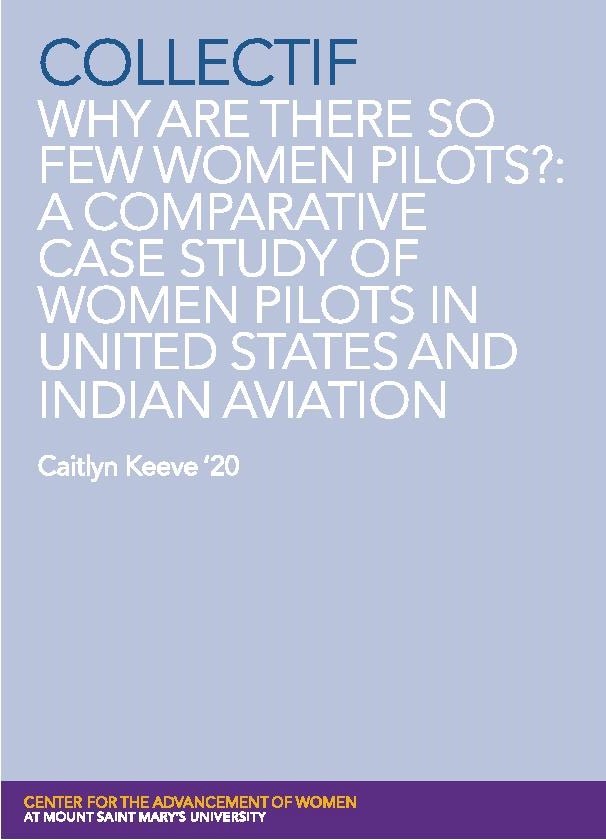 COLLECTIF
WHY ARE THERE SO
FEW WOMEN PILOTS?:
A COMPARATIVE
CASE STUDY OF
WOMEN PILOTS IN
UNITED STATES AND
INDIAN AVIATION
Caitlyn Keeve ‘20
CENTER FOR THE ADVANCEMENT OF WOMEN
AT MOUNT SAINT MARY'S UNIVERSITY